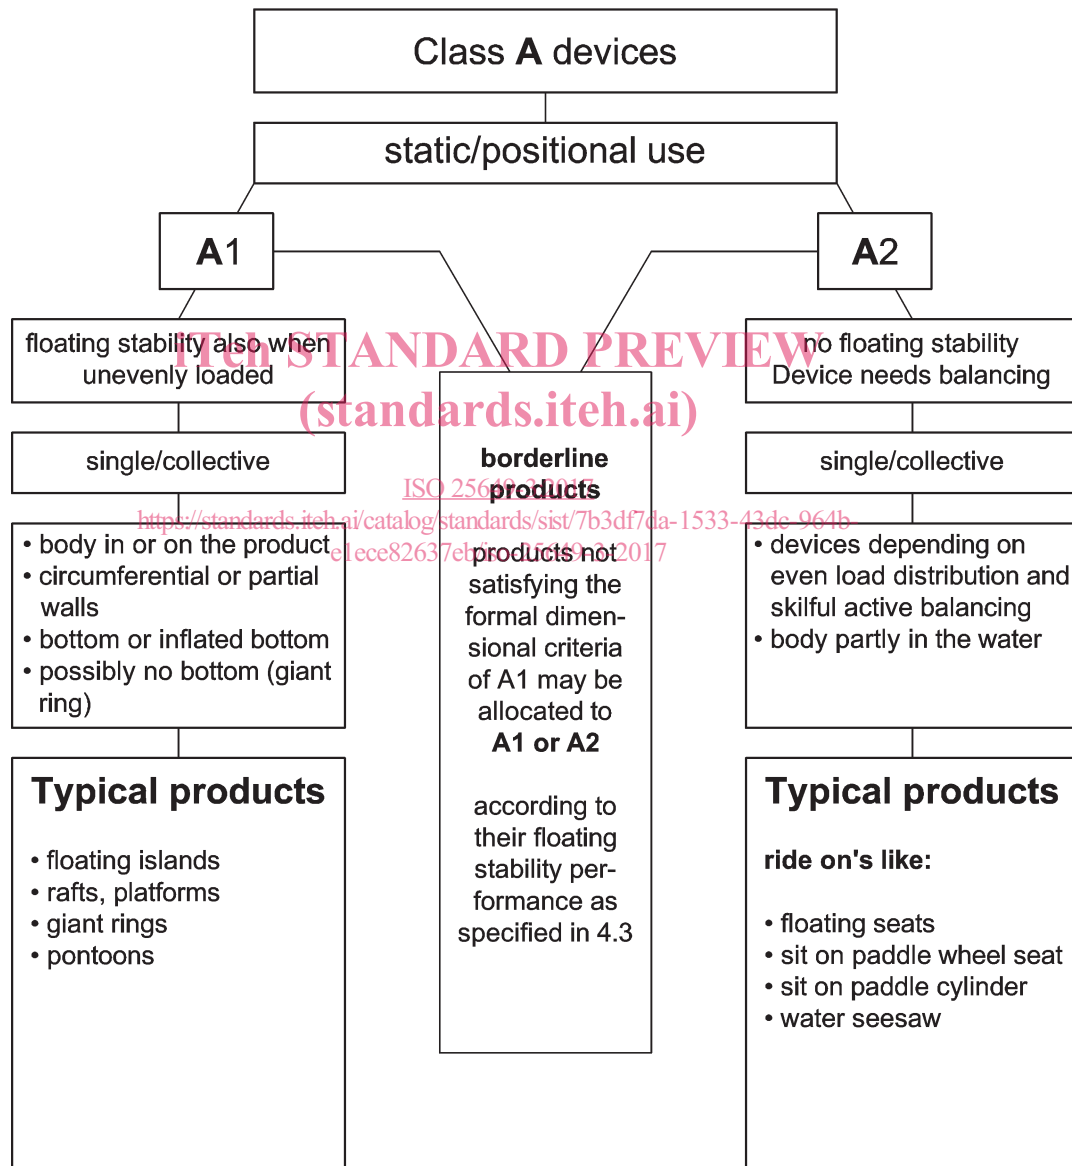 Class A devices
static/positional use
A1
A2
floating stability also when
unevenly loaded
single/collective
• body in or on the product
• circumferential or partial
walls
• bottom or inflated bottom
• possibly no bottom (giant
ring)
Typical products
• floating islands
• rafts, platforms
• giant rings
• pontoons
borderline
products
products not
satisfying the
formal dimen-
sional criteria
of A1 may be
allocated to
A1 or A2
according to
their floating
stability per-
formance as
specified in 4.3
no floating stability
Device needs balancing
single/collective
• devices depending on
even load distribution and
skilful active balancing
• body partly in the water
Typical products
ride on's like:
• floating seats
• sit on paddle wheel seat
• sit on paddle cylinder
• water seesaw
iTeh STANDARD PREVIEW
(standards.iteh.ai)
ISO 25649-3:2017
https://standards.iteh.ai/catalog/standards/sist/7b3df7da-1533-43dc-964b-
e1ece82637eb/iso-25649-3-2017